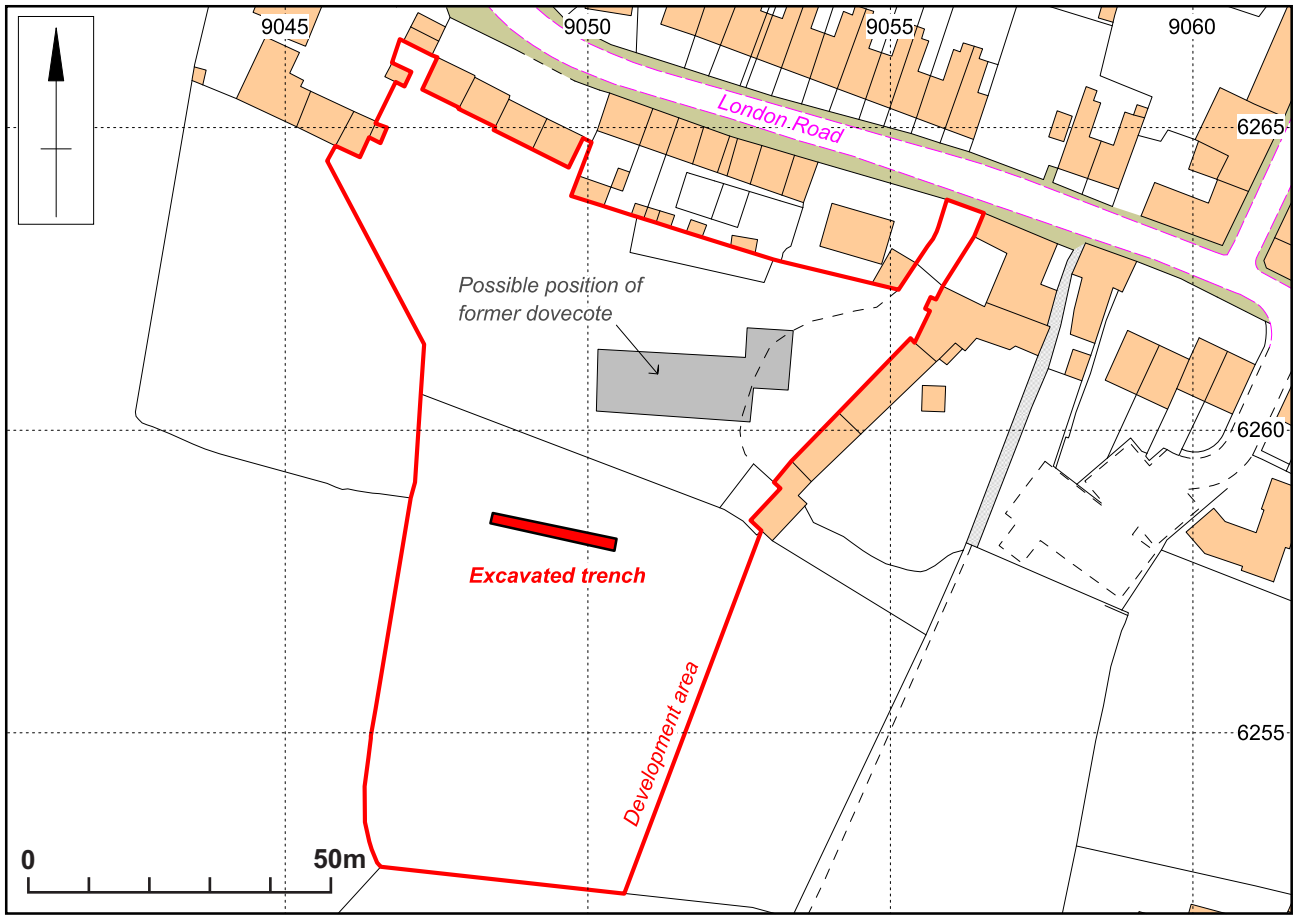 9045
9050
9055
9060
London Road
6265
Possible position of
former dovecote
6260
Excavated trench
Development area
6255
0
50m